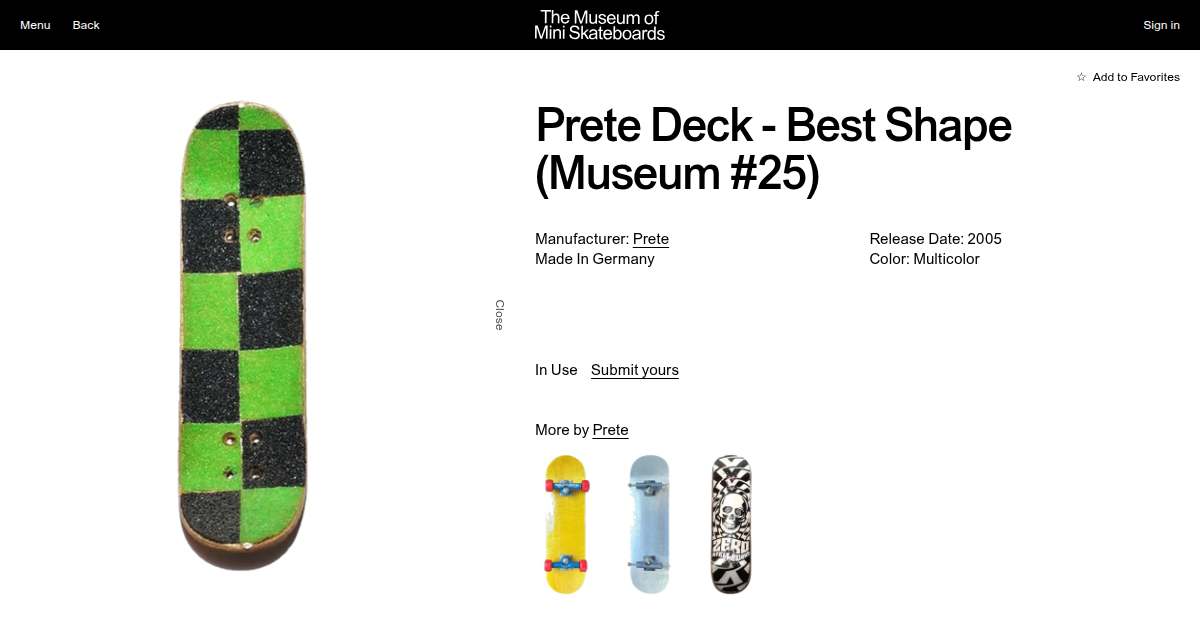 Menu
Back
The Museum of
Mini Skateboards
Sign in
☆ Add to Favorites
Prete Deck - Best Shape
(Museum #25)
Manufacturer: Prete
Made In Germany
Release Date: 2005
Color: Multicolor
Close
In Use
Submit yours
More by Prete
ZERO